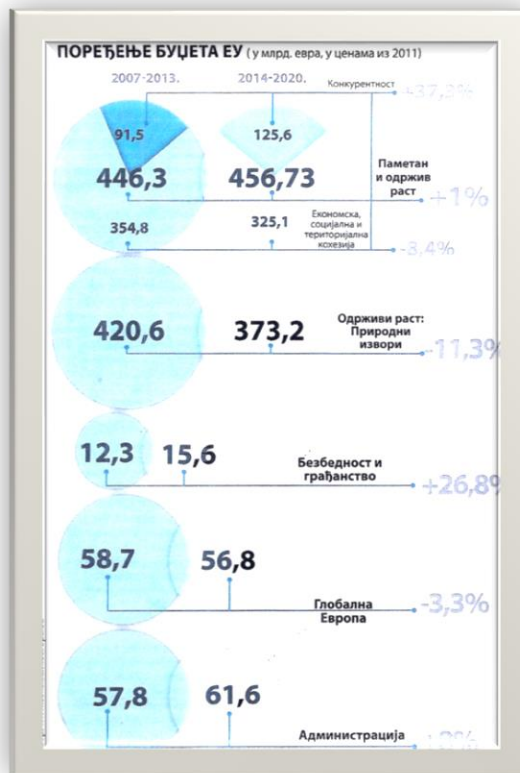 ПОРЕЂЕЊЕ БУЏЕТА ЕУ ( у млрд. евра, у ценама из 2011)
2007-2013. 2014-2020. Конкурентност
91,5 125,6
446,3 456,73 Паметан
и одржив
раст
+1%
354,8 325,1 Економска,
социјална и
територијална
кохезија
-3,4%
420,6 373,2 Одрживи раст:
Природни
извори
-11,3%
12,3 15,6 Безбедност и
грађанство
+26,8%
58,7 56,8
Глобална
Европа
-3,3%
57,8 61,6
Администрација